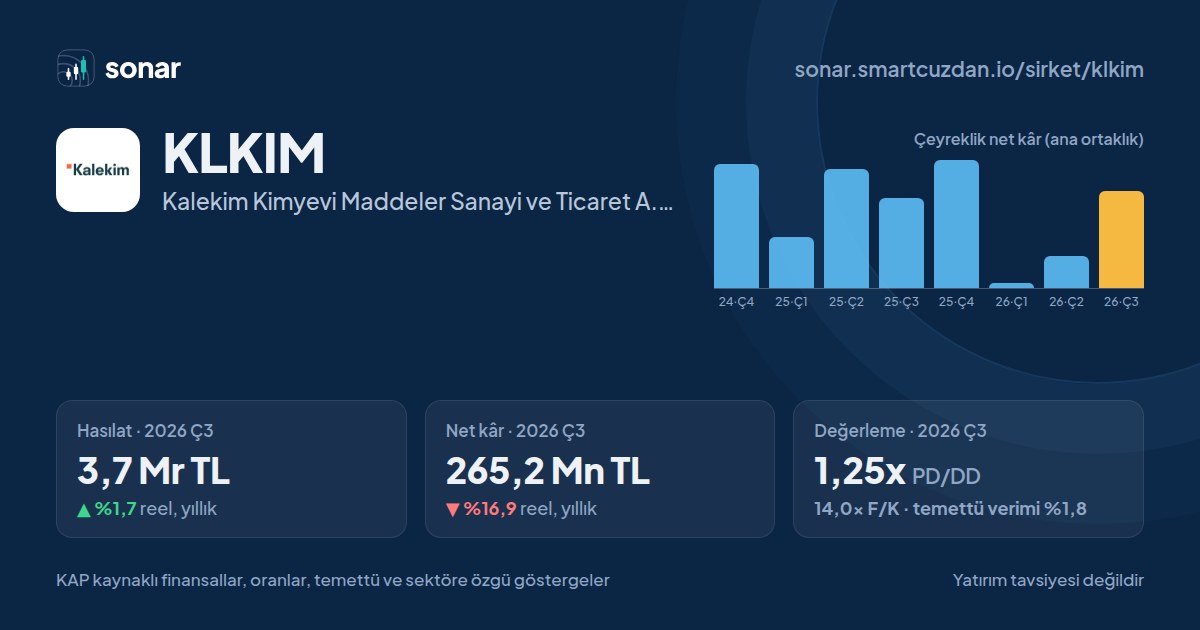 sonar
sonar.smartcuzdan.io/sirket/klkim
Kalekim
KLKIM
Kalekim Kimyevi Maddeler Sanayi ve Ticaret A.…
Çeyreklik net kâr (ana ortaklık)
24·Ç4 25·Ç1 25·Ç2 25·Ç3 25·Ç4 26·Ç1 26·Ç2 26·Ç3
Hasılat · 2026 Ç3
3,7 Mr TL
▲ %1,7 reel, yıllık
Net kâr · 2026 Ç3
265,2 Mn TL
▼ %16,9 reel, yıllık
Değerleme · 2026 Ç3
1,25x PD/DD
14,0× F/K · temettü verimi %1,8
KAP kaynaklı finansallar, oranlar, temettü ve sektöre özgü göstergeler
Yatırım tavsiyesi değildir